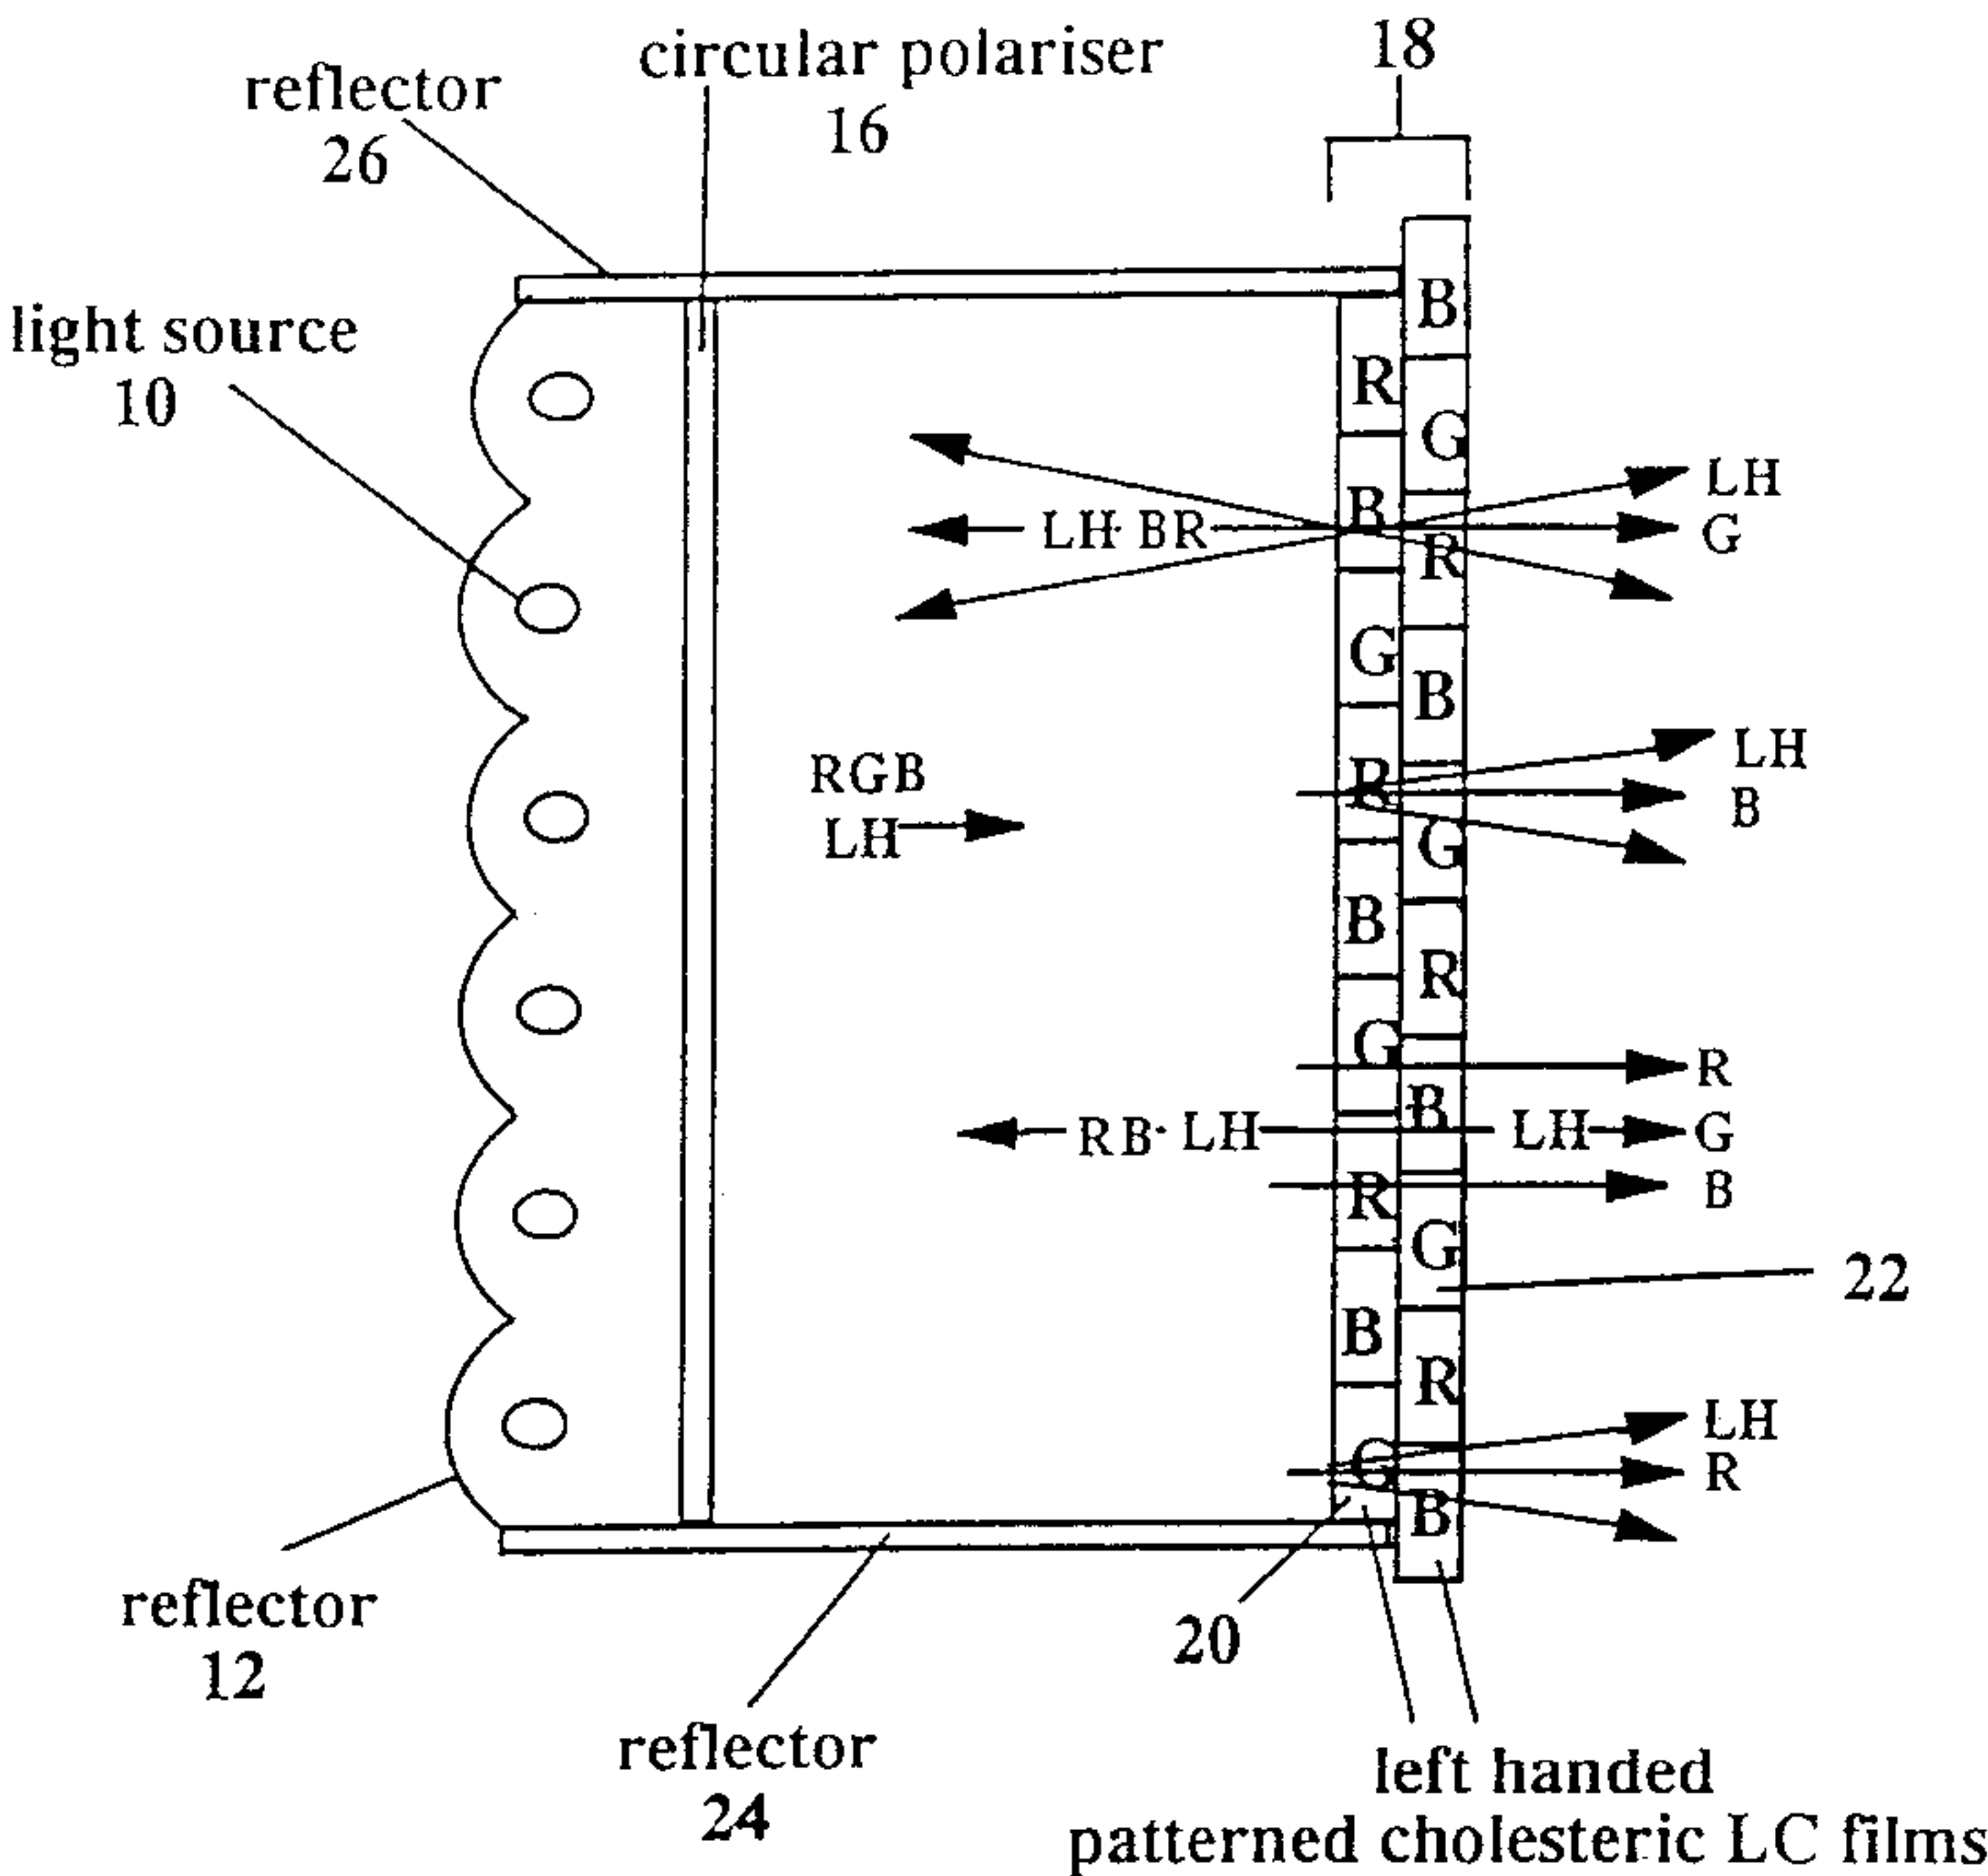 18
circular polariser
16
reflector
26
light source
10
B
R
G
B
LH
LH BR
G
R
G
B
LH
RGB
R
B
LH
G
B
R
G
R
B
RB LH
LH
G
R
B
G
22
B
R
LH
G
R
B
reflector
12
20
reflector
24
left handed
patterned cholesteric LC films